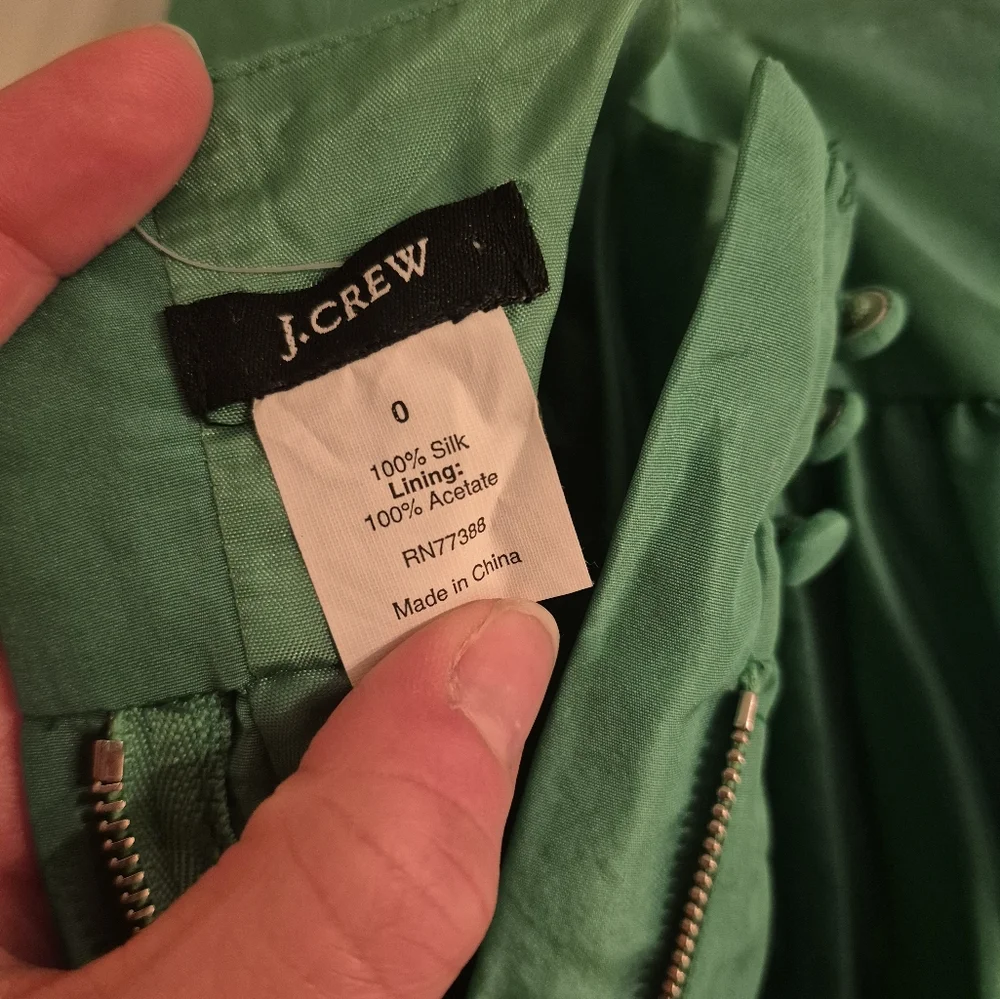 J.CREW
0
100% Silk
Lining:
100% Acetate
RN77388
Made in China